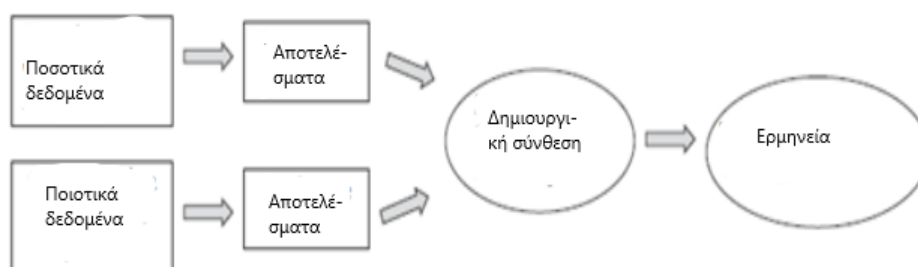 Ποσοτικά
δεδομένα
Αποτελέ-
σματα
Ποιοτικά
δεδομένα
Αποτελέ-
σματα
Δημιουργι-
κή σύνθεση
Ερμηνεία